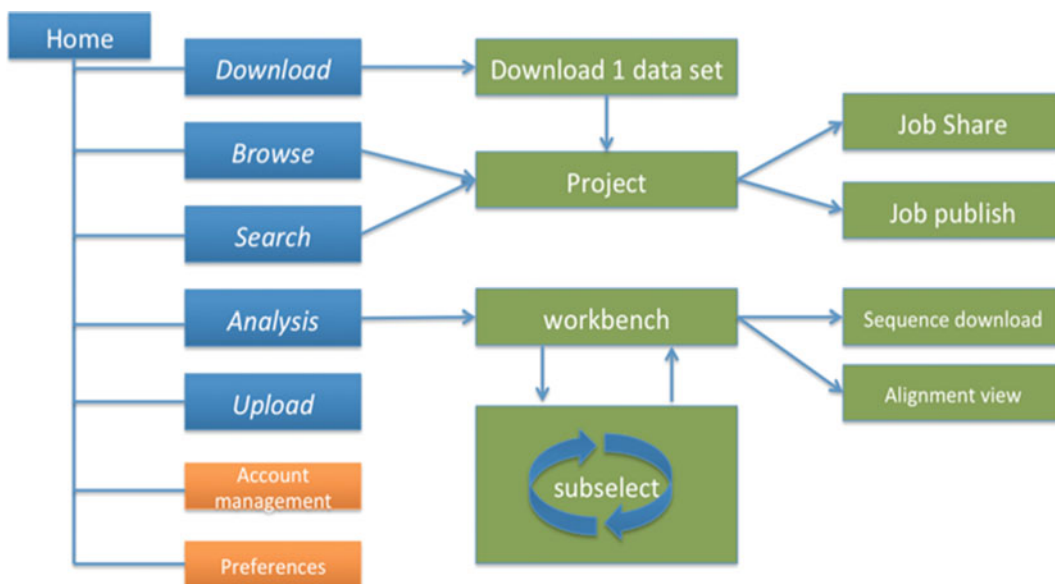 Home
Download
Download 1 data set
Browse
Project
Job Share
Search
Job publish
Analysis
workbench
Sequence download
Upload
Alignment view
Account
management
subselect
Preferences